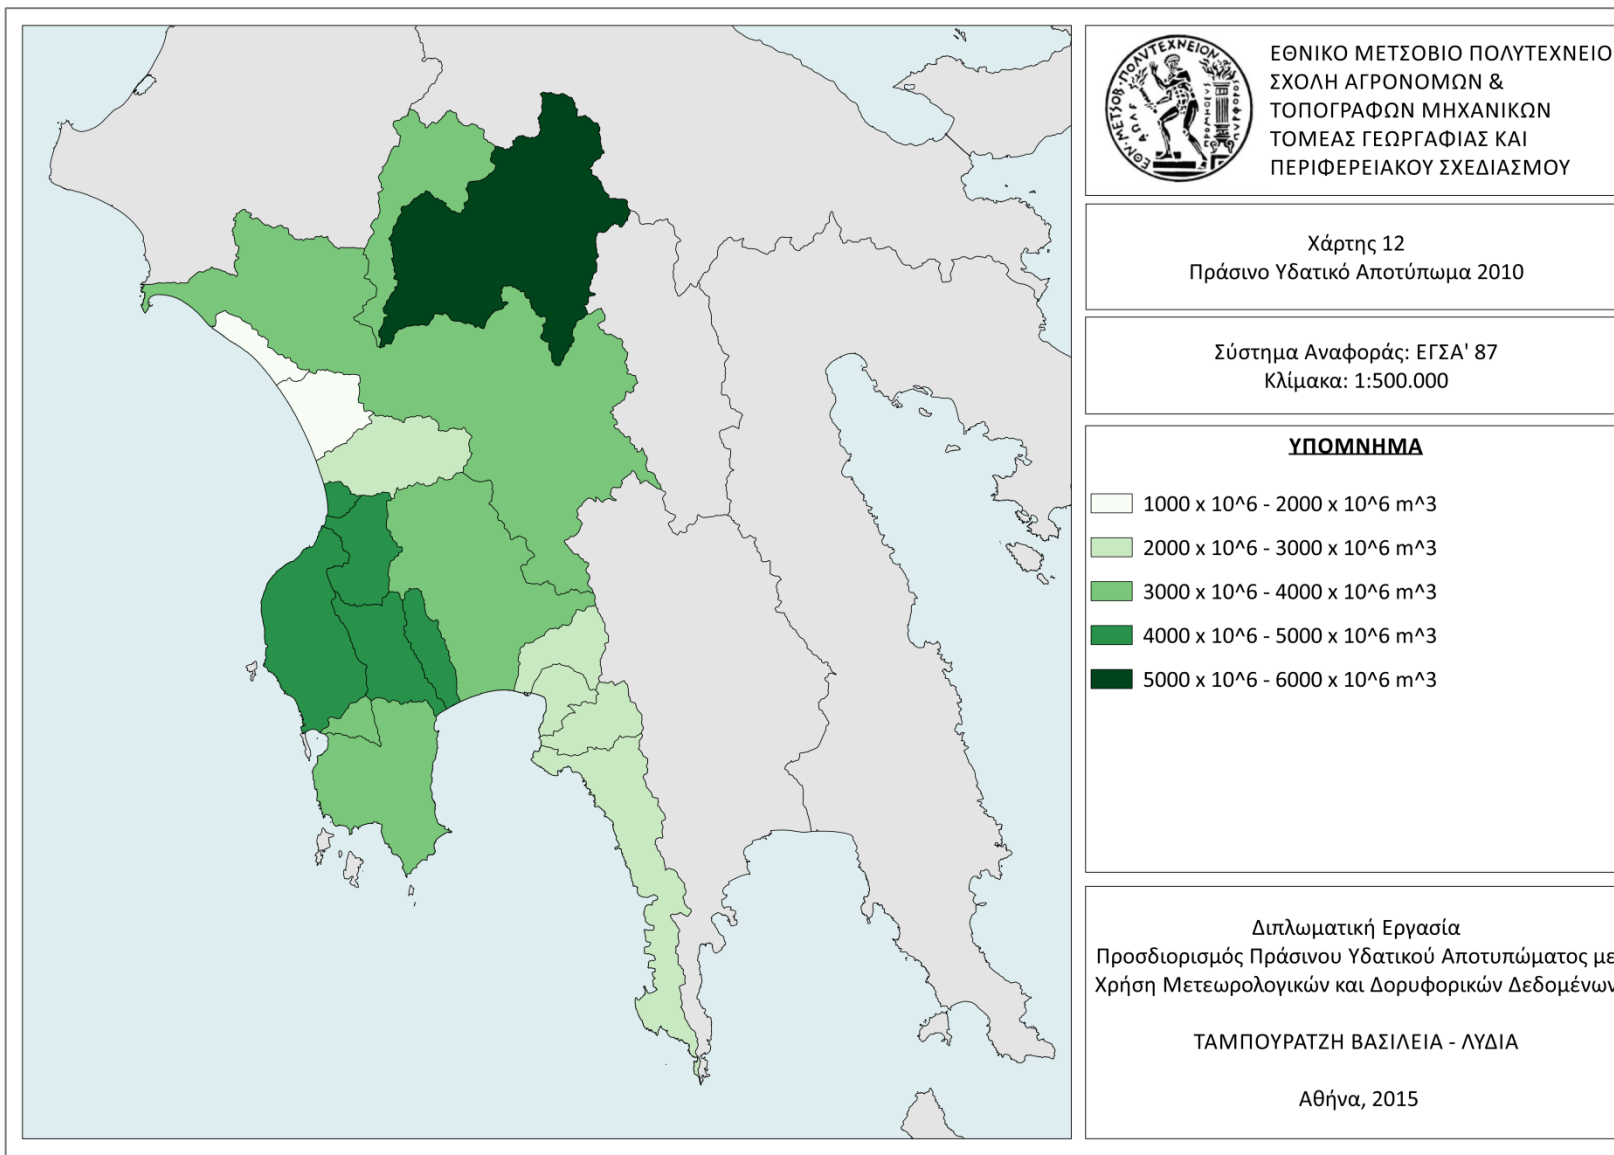 ΕΘΝΙΚΟ ΜΕΤΣΟΒΙΟ ΠΟΛΥΤΕΧΝΕΙΟ
ΣΧΟΛΗ ΑΓΡΟΝΟΜΩΝ &
ΤΟΠΟΓΡΑΦΩΝ ΜΗΧΑΝΙΚΩΝ
ΤΟΜΕΑΣ ΓΕΩΓΡΑΦΙΑΣ ΚΑΙ
ΠΕΡΙΦΕΡΕΙΑΚΟΥ ΣΧΕΔΙΑΣΜΟΥ
Χάρτης 12
Πράσινο Υδατικό Αποτύπωμα 2010
Σύστημα Αναφοράς: ΕΓΣΑ' 87
Κλίμακα: 1:500.000
ΥΠΟΜΝΗΜΑ
1000 x 10^6 - 2000 x 10^6 m^3
2000 x 10^6 - 3000 x 10^6 m^3
3000 x 10^6 - 4000 x 10^6 m^3
4000 x 10^6 - 5000 x 10^6 m^3
5000 x 10^6 - 6000 x 10^6 m^3
Διπλωματική Εργασία
Προσδιορισμός Πράσινου Υδατικού Αποτυπώματος με
Χρήση Μετεωρολογικών και Δορυφορικών Δεδομένων
ΤΑΜΠΟΥΡΑΤΖΗ ΒΑΣΙΛΕΙΑ - ΛΥΔΙΑ
Αθήνα, 2015